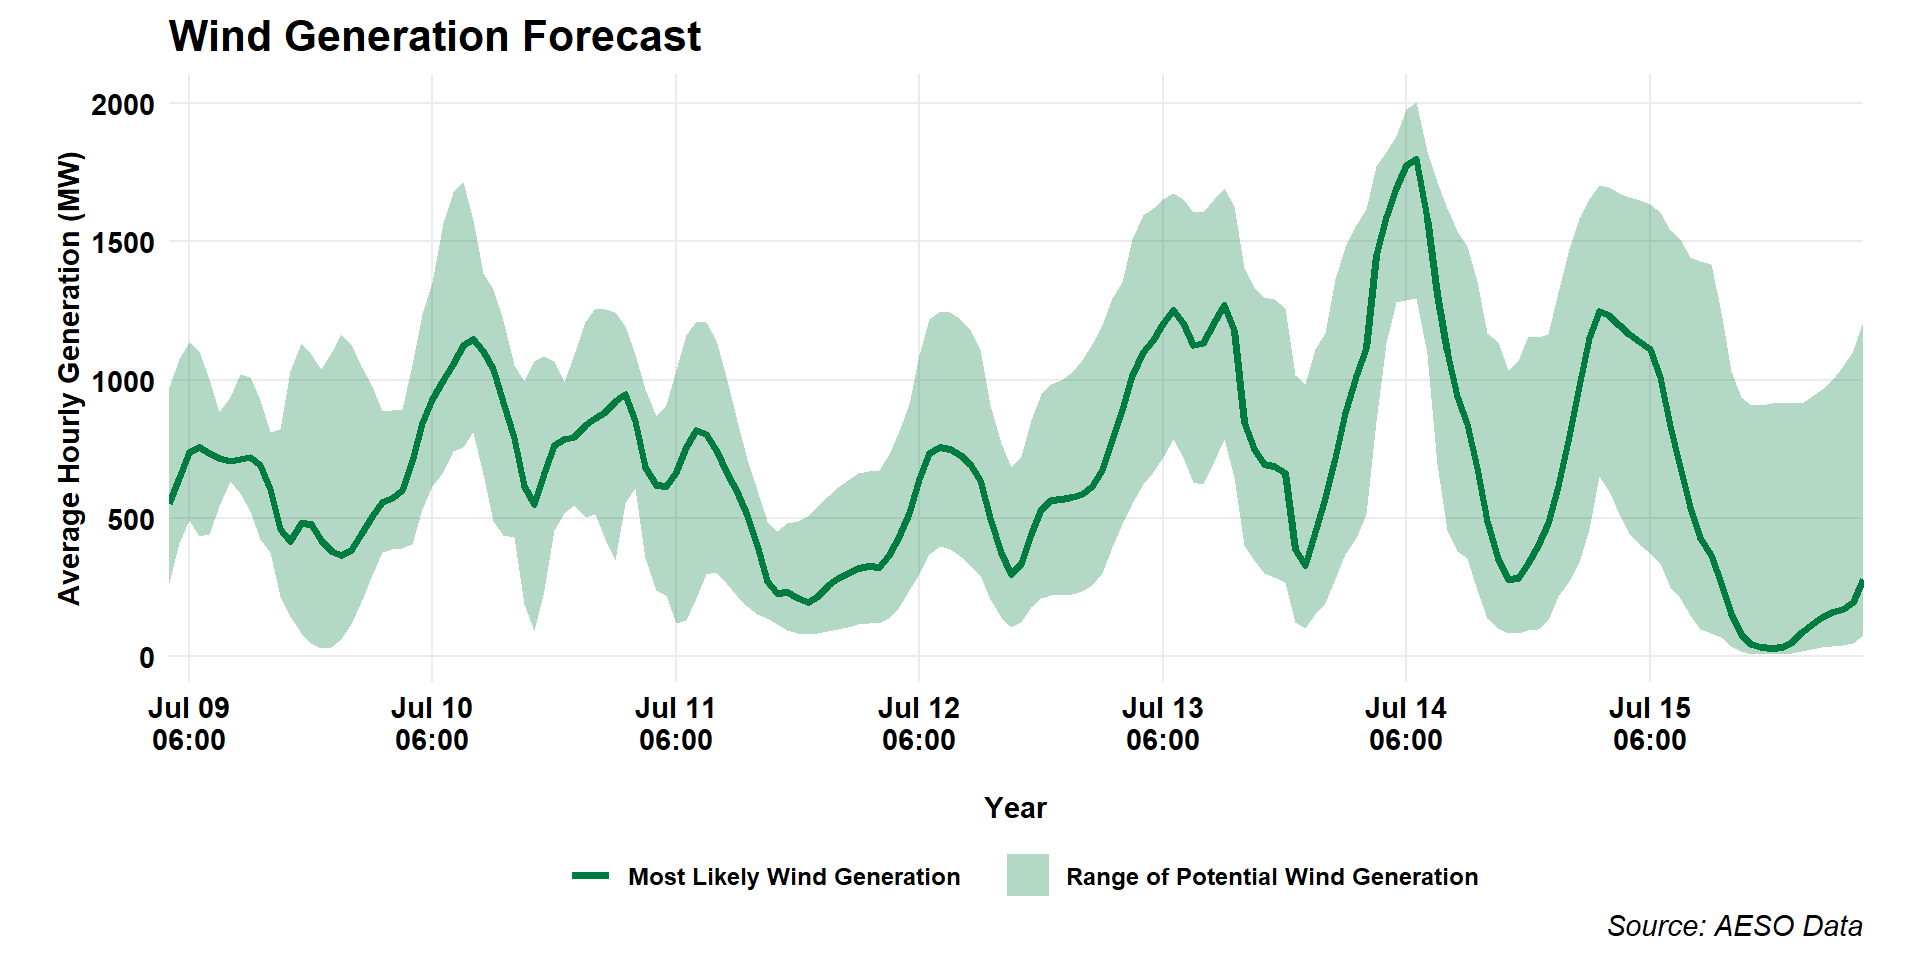 Wind Generation Forecast
Average Hourly Generation (MW)
2000
1500
1000
500
0
Jul 09 Jul 10 Jul 11 Jul 12 Jul 13 Jul 14 Jul 15
06:00 06:00 06:00 06:00 06:00 06:00 06:00
Year
Most Likely Wind Generation Range of Potential Wind Generation
Source: AESO Data